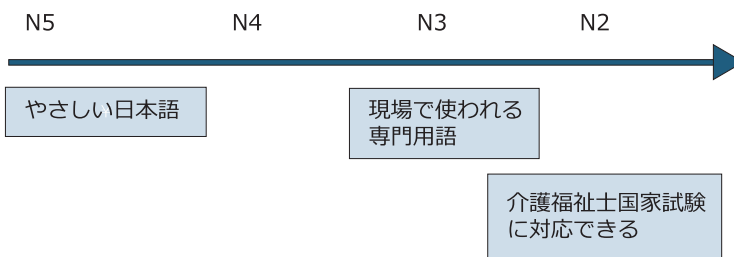 N5
N4
N3
N2
やさしい日本語
現場で使われる
専門用語
介護福祉士国家試験
に対応できる